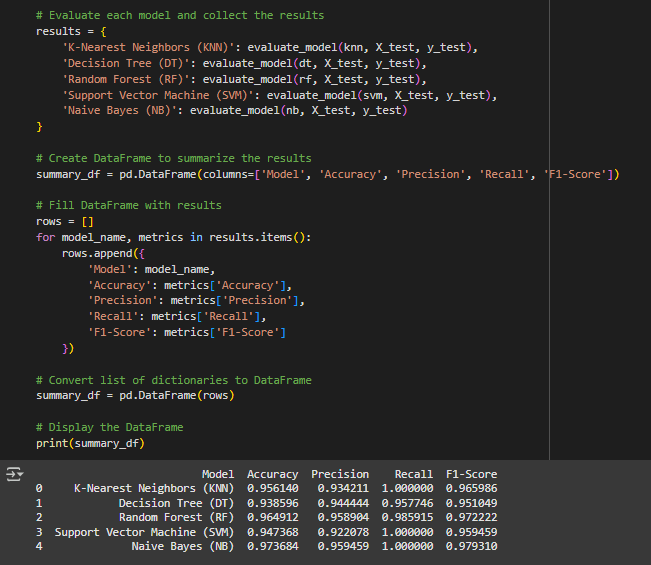 # Evaluate each model and collect the results
results = {
    'K-Nearest Neighbors (KNN)': evaluate_model(knn, X_test, y_test),
    'Decision Tree (DT)': evaluate_model(dt, X_test, y_test),
    'Random Forest (RF)': evaluate_model(rf, X_test, y_test),
    'Support Vector Machine (SVM)': evaluate_model(svm, X_test, y_test),
    'Naive Bayes (NB)': evaluate_model(nb, X_test, y_test)
}
# Create DataFrame to summarize the results
summary_df = pd.DataFrame(columns=['Model', 'Accuracy', 'Precision', 'Recall', 'F1-Score'])
# Fill DataFrame with results
rows = []
for model_name, metrics in results.items():
    rows.append({
        'Model': model_name,
        'Accuracy': metrics['Accuracy'],
        'Precision': metrics['Precision'],
        'Recall': metrics['Recall'],
        'F1-Score': metrics['F1-Score']
    })
# Convert list of dictionaries to DataFrame
summary_df = pd.DataFrame(rows)
# Display the DataFrame
print(summary_df)
                          Model  Accuracy  Precision    Recall  F1-Score
0     K-Nearest Neighbors (KNN)  0.956140   0.934211  1.000000  0.965986
1            Decision Tree (DT)  0.938596   0.944444  0.957746  0.951049
2            Random Forest (RF)  0.964912   0.958904  0.985915  0.972222
3  Support Vector Machine (SVM)  0.947368   0.922078  1.000000  0.959459
4              Naive Bayes (NB)  0.973684   0.959459  1.000000  0.979310